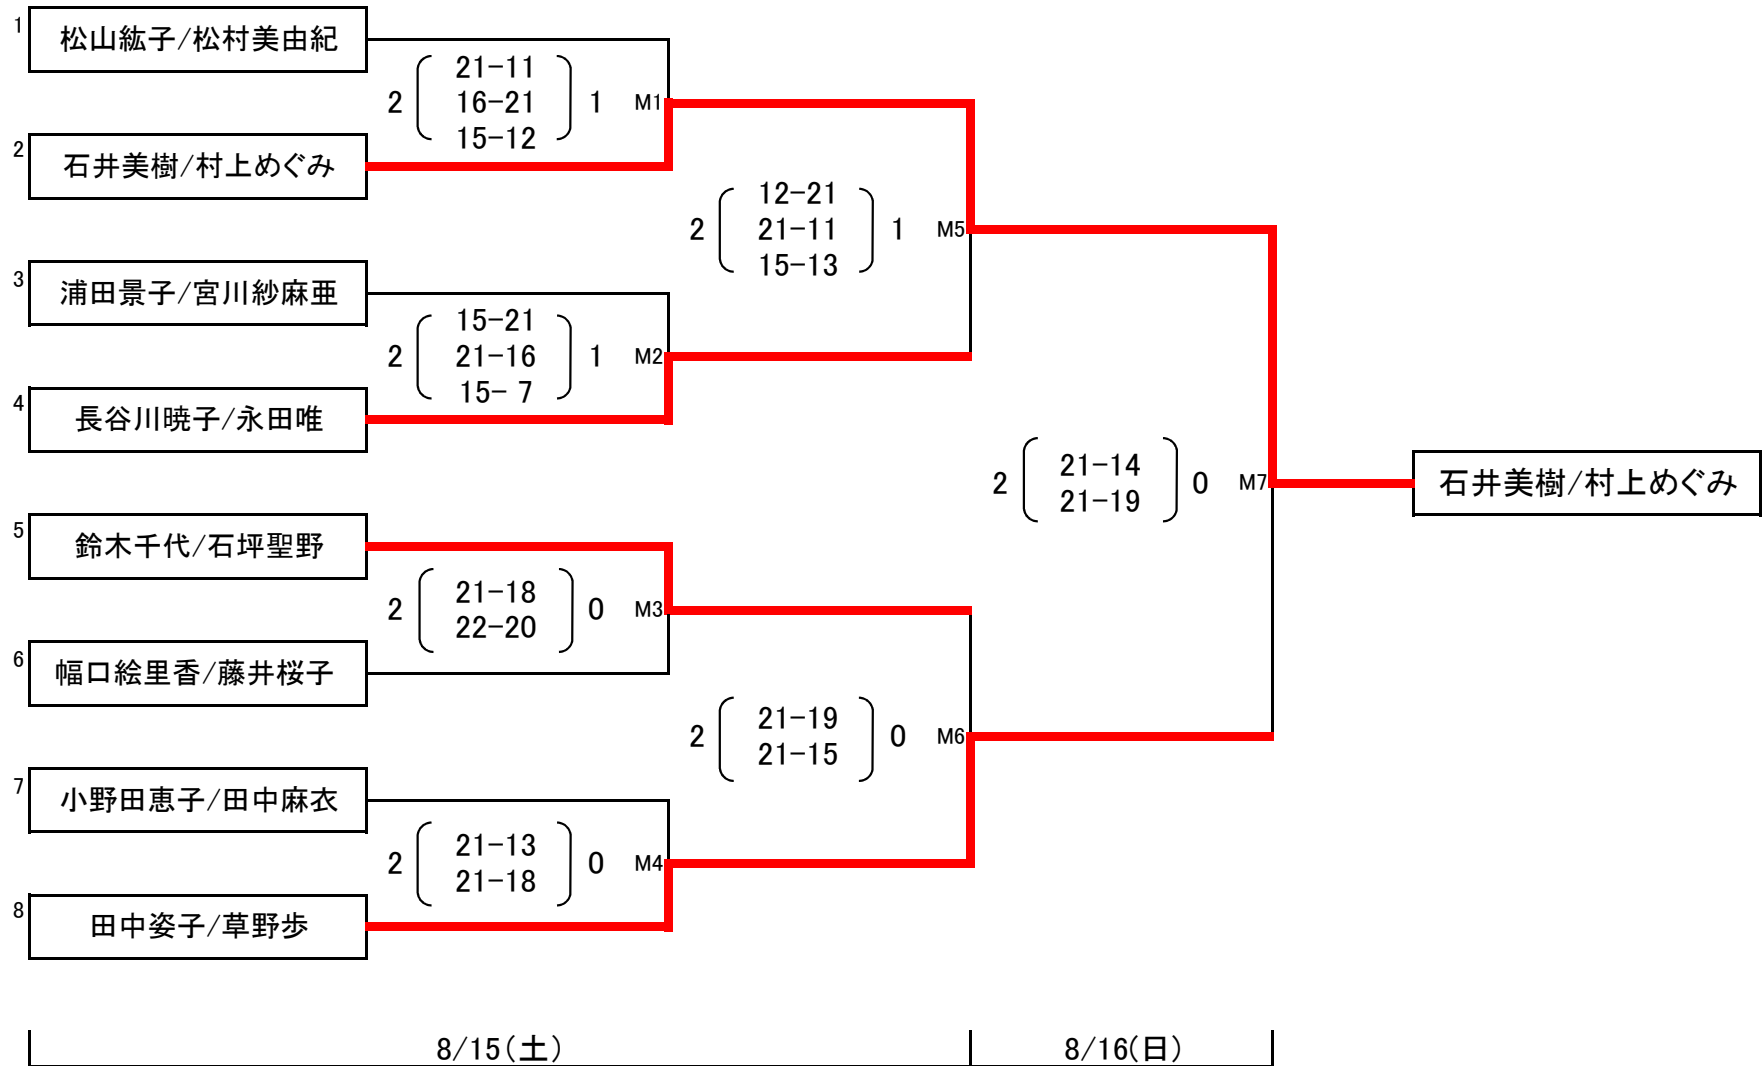 1
松山紘子/松村美由紀
2
21-11
16-21
15-12
1
M1
2
石井美樹/村上めぐみ
2
12-21
21-11
15-13
1
M5
3
浦田景子/宮川紗麻亜
2
15-21
21-16
15- 7
1
M2
4
長谷川暁子/永田唯
2
21-14
21-19
0
M7
石井美樹/村上めぐみ
5
鈴木千代/石坪聖野
2
21-18
22-20
0
M3
6
幅口絵里香/藤井桜子
2
21-19
21-15
0
M6
7
小野田恵子/田中麻衣
2
21-13
21-18
0
M4
8
田中姿子/草野歩
8/15(土)
8/16(日)